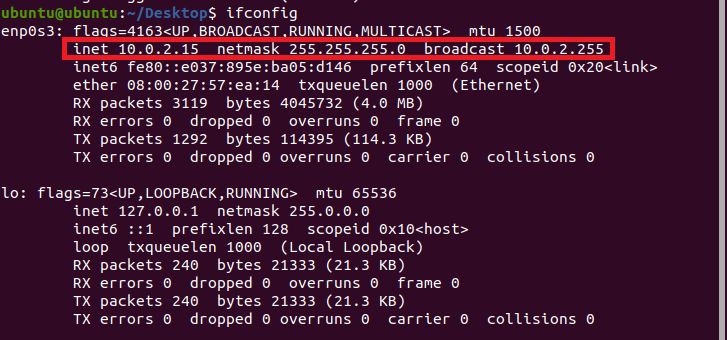 ubuntu@ubuntu:~/Desktop$ ifconfig
enp0s3: flags=4163<UP,BROADCAST,RUNNING,MULTICAST>  mtu 1500
        inet 10.0.2.15  netmask 255.255.255.0  broadcast 10.0.2.255
        inet6 fe80::e037:895e:ba05:d146  prefixlen 64  scopeid 0x20<link>
        ether 08:00:27:57:ea:14  txqueuelen 1000  (Ethernet)
        RX packets 3119  bytes 4045732 (4.0 MB)
        RX errors 0  dropped 0  overruns 0  frame 0
        TX packets 1292  bytes 114395 (114.3 KB)
        TX errors 0  dropped 0 overruns 0  carrier 0  collisions 0

lo: flags=73<UP,LOOPBACK,RUNNING>  mtu 65536
        inet 127.0.0.1  netmask 255.0.0.0
        inet6 ::1  prefixlen 128  scopeid 0x10<host>
        loop  txqueuelen 1000  (Local Loopback)
        RX packets 240  bytes 21333 (21.3 KB)
        RX errors 0  dropped 0  overruns 0  frame 0
        TX packets 240  bytes 21333 (21.3 KB)
        TX errors 0  dropped 0 overruns 0  carrier 0  collisions 0